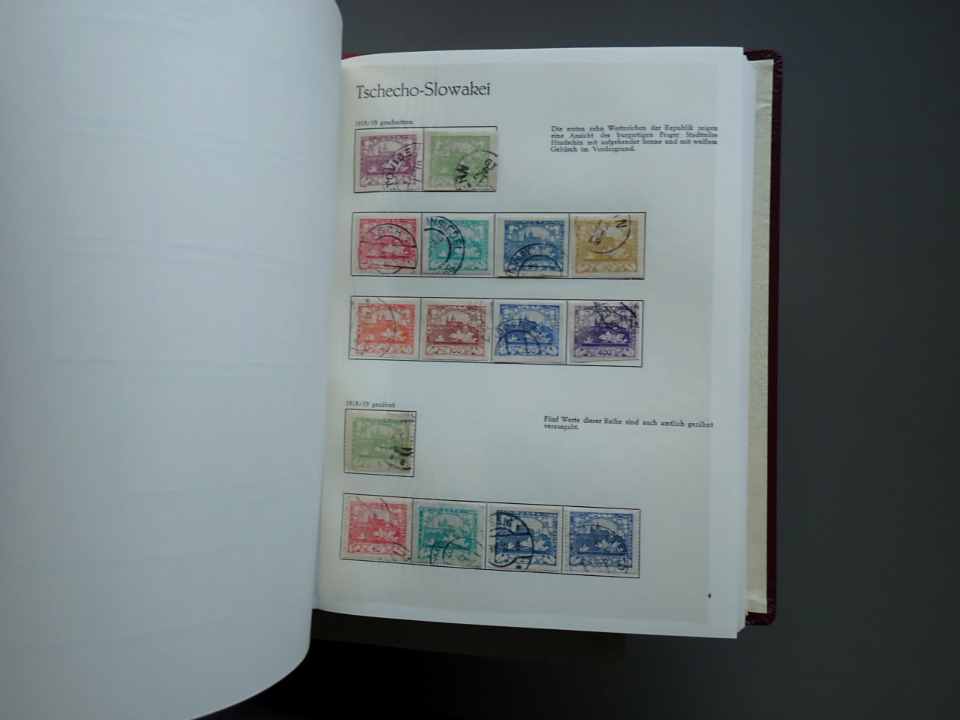 Tschecho-Slowakei
1918/19 geschnitten
Die ersten zehn Wertzeichen der Republik zeigen
eine Ansicht des burgartigen Prager Stadtteiles
Hradschin mit aufgehender Sonne und mit weißem
Gebüsch im Vordergrund.
1918/19 gezähnt
Fünf Werte dieser Reihe sind auch amtlich gezähnt
verausgabt.